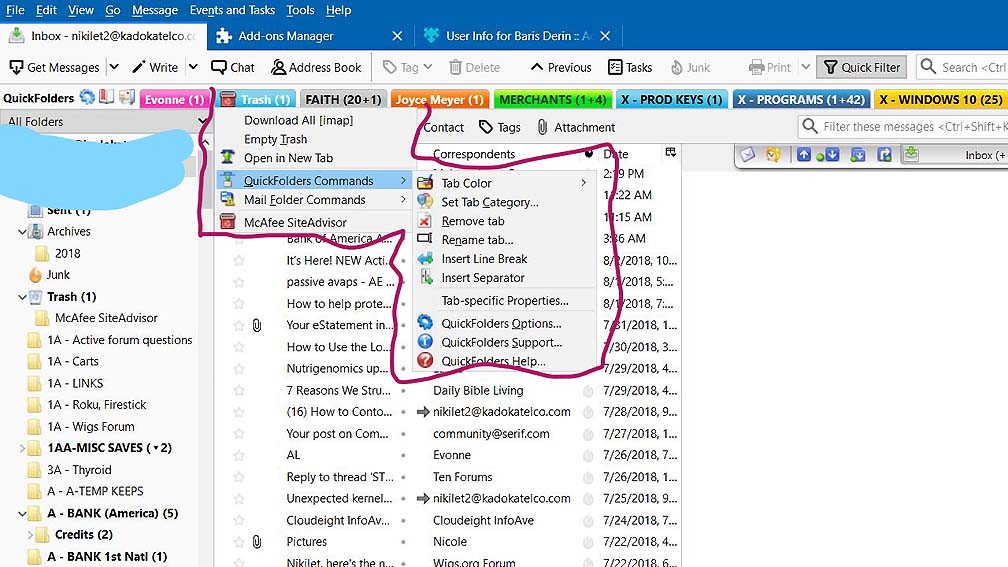 File Edit View Go Message Events and Tasks Tools Help
Inbox - nikilet2@kadokatelco.c Add-ons Manager User Info for Baris Derin :: A
Get Messages Write Chat Address Book Tag Delete Previous Tasks Junk Print Quick Filter Search <Ctrl
QuickFolders Evonne (1) Trash (1) FAITH (20+1) Joyce Meyer (1) MERCHANTS (1+4) X - PROD KEYS (1) X - PROGRAMS (1+42) X - WINDOWS 10 (25)
All Folders
Contact Tags Attachment Filter these messages <Ctrl+Shift+K
Correspondents Date
Inbox (+
Download All [imap]
Empty Trash
Open in New Tab
QuickFolders Commands
Mail Folder Commands
McAfee SiteAdvisor
Tab Color
Set Tab Category...
Remove tab
Rename tab...
Insert Line Break
Insert Separator
Tab-specific Properties...
QuickFolders Options...
QuickFolders Support...
QuickFolders Help...
Sent (1)
Archives
2018
Junk
Trash (1)
McAfee SiteAdvisor
1A - Active forum questions
1A - Carts
1A - LINKS
1A - Roku, Firestick
1A - Wigs Forum
1AA-MISC SAVES (▾2)
3A - Thyroid
A - A-TEMP KEEPS
A - BANK (America) (5)
Credits (2)
A - BANK 1st Natl (1)
2:19 PM
11:15 AM
Bank of America A...
It's Here! NEW Acti... 8/2/2018, 10...
passive avaps - AE ... 8/1/2018, 5:...
How to help prote... 8/1/2018, 7:...
Your eStatement in... 7/31/2018, 1...
How to Use the Lo... 7/30/2018, 3...
Nutrigenomics up... 7/29/2018, 4...
7 Reasons We Stru... Daily Bible Living 7/29/2018, 4...
(16) How to Conto... nikilet2@kadokatelco.com 7/28/2018, 9...
Your post on Com... community@serif.com 7/27/2018, 1...
AL Evonne 7/26/2018, 1...
Reply to thread 'ST... Ten Forums 7/26/2018, 1...
Unexpected kernel... nikilet2@kadokatelco.com 7/25/2018, 9...
Cloudeight InfoAv... Cloudeight InfoAve 7/24/2018, 7...
Pictures Nicole 7/22/2018, 4...
Nikilet, here's the n... Wigs.org Forum 7/22/2018, 4...